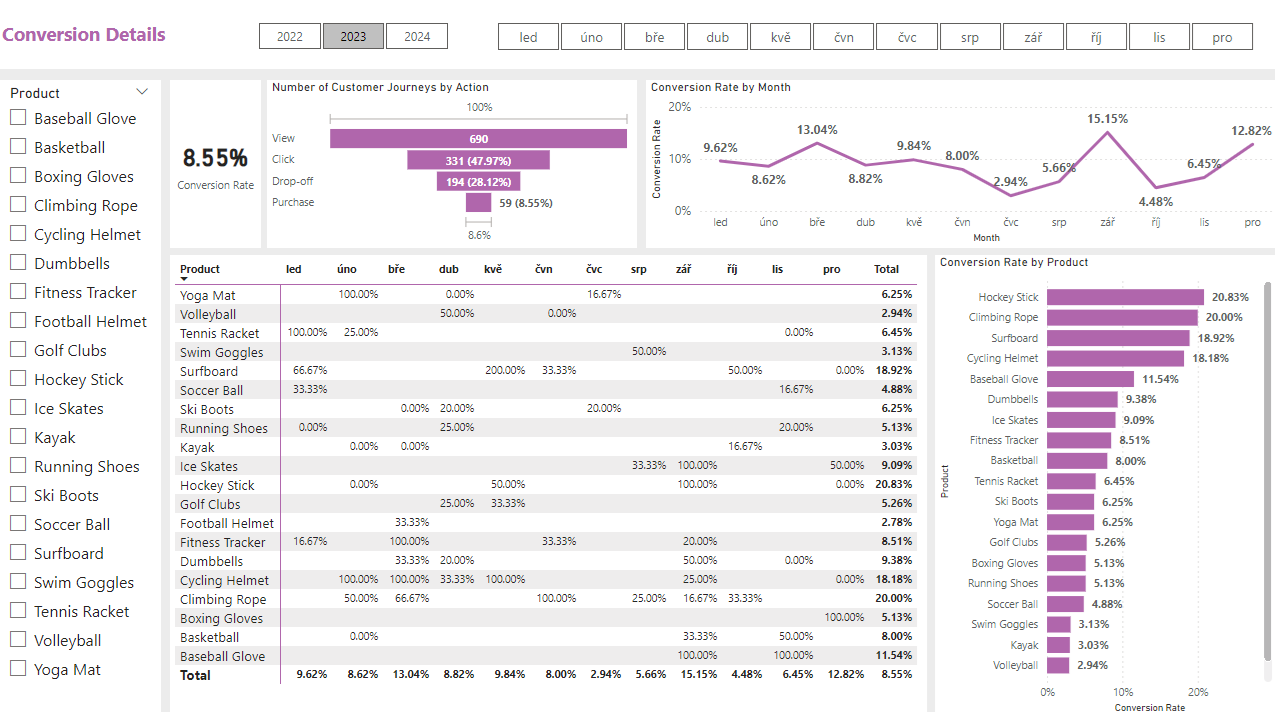 Conversion Details
2022 2023 2024
led úno bře dub kvě čvn čvc srp zář říj lis pro
Product
Baseball Glove
Basketball
Boxing Gloves
Climbing Rope
Cycling Helmet
Dumbbells
Fitness Tracker
Football Helmet
Golf Clubs
Hockey Stick
Ice Skates
Kayak
Running Shoes
Ski Boots
Soccer Ball
Surfboard
Swim Goggles
Tennis Racket
Volleyball
Yoga Mat
8.55%
Conversion Rate
Number of Customer Journeys by Action
100%
View 690
Click 331 (47.97%)
Drop-off 194 (28.12%)
Purchase 59 (8.55%)
8.6%
Conversion Rate by Month
Conversion Rate
20%
10%
0%
9.62% 8.62% 13.04% 8.82% 9.84% 8.00% 2.94% 5.66% 15.15% 4.48% 6.45% 12.82%
led úno bře dub kvě čvn čvc srp zář říj lis pro
Month
Product led úno bře dub kvě čvn čvc srp zář říj lis pro Total
Yoga Mat 100.00% 0.00% 16.67% 6.25%
Volleyball 50.00% 0.00% 2.94%
Tennis Racket 100.00% 25.00% 0.00% 6.45%
Swim Goggles 50.00% 3.13%
Surfboard 66.67% 200.00% 33.33% 50.00% 0.00% 18.92%
Soccer Ball 33.33% 16.67% 4.88%
Ski Boots 0.00% 20.00% 20.00% 6.25%
Running Shoes 0.00% 25.00% 20.00% 5.13%
Kayak 0.00% 0.00% 16.67% 3.03%
Ice Skates 33.33% 100.00% 50.00% 9.09%
Hockey Stick 0.00% 50.00% 100.00% 0.00% 20.83%
Golf Clubs 25.00% 33.33% 5.26%
Football Helmet 33.33% 2.78%
Fitness Tracker 16.67% 100.00% 33.33% 20.00% 8.51%
Dumbbells 33.33% 20.00% 50.00% 0.00% 9.38%
Cycling Helmet 100.00% 100.00% 33.33% 100.00% 25.00% 0.00% 18.18%
Climbing Rope 50.00% 66.67% 100.00% 25.00% 16.67% 33.33% 20.00%
Boxing Gloves 100.00% 5.13%
Basketball 0.00% 33.33% 50.00% 8.00%
Baseball Glove 100.00% 100.00% 11.54%
Total 9.62% 8.62% 13.04% 8.82% 9.84% 8.00% 2.94% 5.66% 15.15% 4.48% 6.45% 12.82% 8.55%
Conversion Rate by Product
Product
Hockey Stick 20.83%
Climbing Rope 20.00%
Surfboard 18.92%
Cycling Helmet 18.18%
Baseball Glove 11.54%
Dumbbells 9.38%
Ice Skates 9.09%
Fitness Tracker 8.51%
Basketball 8.00%
Tennis Racket 6.45%
Ski Boots 6.25%
Yoga Mat 6.25%
Golf Clubs 5.26%
Boxing Gloves 5.13%
Running Shoes 5.13%
Soccer Ball 4.88%
Swim Goggles 3.13%
Kayak 3.03%
Volleyball 2.94%
0% 10% 20%
Conversion Rate